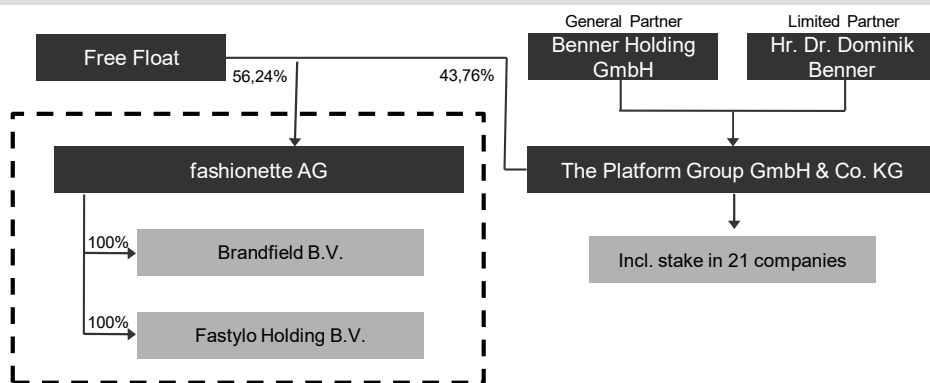 General Partner
Limited Partner
Free Float
Benner Holding
GmbH
Hr. Dr. Dominik
Benner
56,24%
43,76%
fashionette AG
The Platform Group GmbH & Co. KG
100%
Brandfield B.V.
Incl. stake in 21 companies
100%
Fastylo Holding B.V.